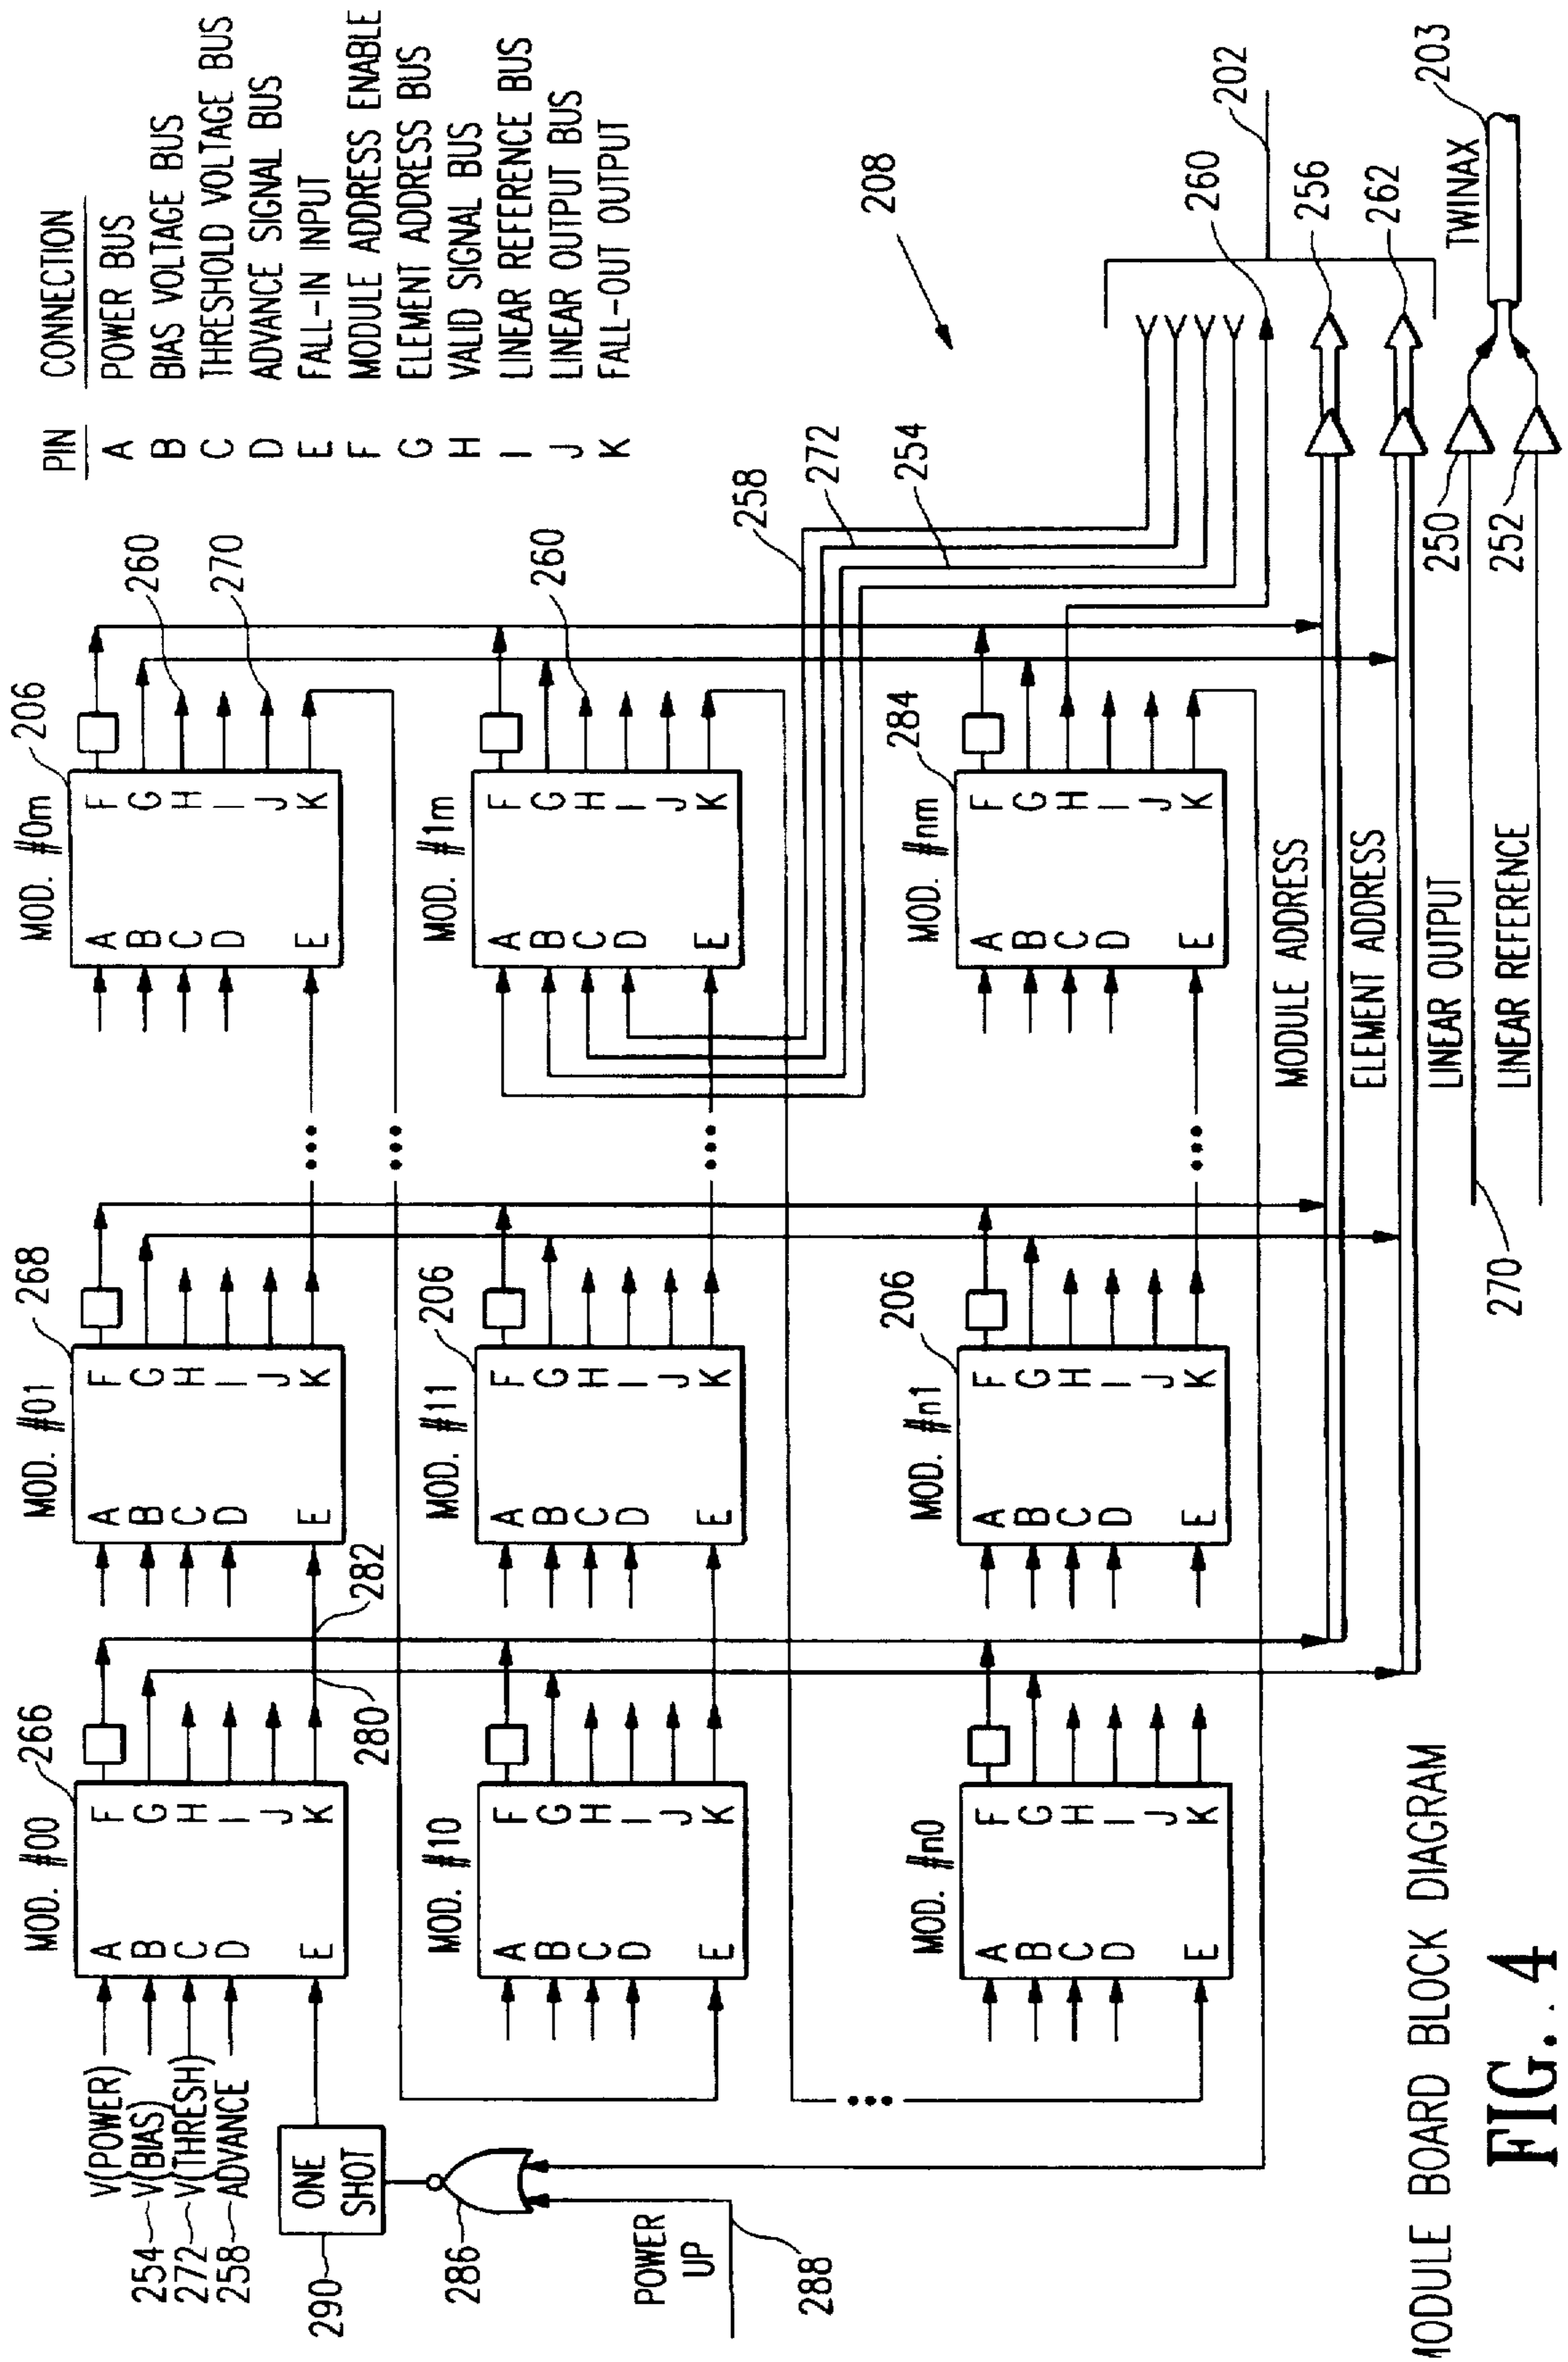 PIN CONNECTION
A POWER BUS
B BIAS VOLTAGE BUS
C THRESHOLD VOLTAGE BUS
D ADVANCE SIGNAL BUS
E FALL-IN INPUT
F MODULE ADDRESS ENABLE
G ELEMENT ADDRESS BUS
H VALID SIGNAL BUS
I LINEAR REFERENCE BUS
J LINEAR OUTPUT BUS
K FALL-OUT OUTPUT
V(POWER)
254 V(BIAS)
272 V(THRESH)
258 ADVANCE
290
ONE
SHOT
286
POWER
UP
288
MOD. #00
266
A F
B G
C H
D I
J
E K
280
282
MOD. #01
268
A F
B G
C H
D I
J
E K
MOD. #0m
206
A F
B G
C H
D I
J
E K
260
270
MOD. #10
A F
B G
C H
D I
J
E K
MOD. #11
206
A F
B G
C H
D I
J
E K
MOD. #1m
A F
B G
C H
D I
J
E K
260
258
272
254
208
MOD. #n0
A F
B G
C H
D I
J
E K
MOD. #n1
206
A F
B G
C H
D I
J
E K
MOD. #nm
284
A F
B G
C H
D I
J
E K
202
260
256
262
MODULE ADDRESS
ELEMENT ADDRESS
LINEAR OUTPUT
LINEAR REFERENCE
270
250
252
TWINAX
203
MODULE BOARD BLOCK DIAGRAM
FIG. 4